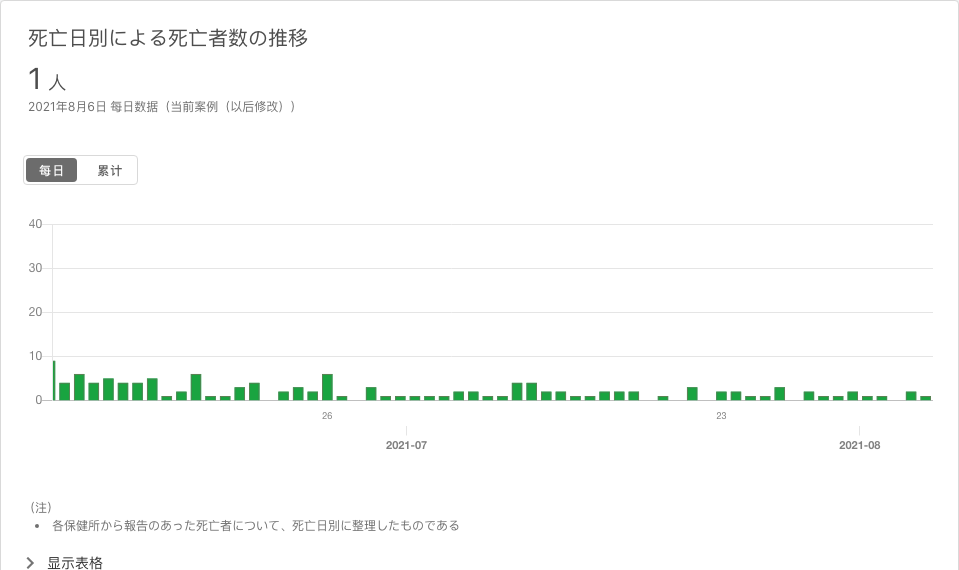 死亡日別による死亡者数の推移
1 人
2021年8月6日 每日数据（当前案例（以后修改））
每日 累计
40
30
20
10
0
26 23
2021-07 2021-08
（注）
• 各保健所から報告のあった死亡者について、死亡日別に整理したものである
显示表格